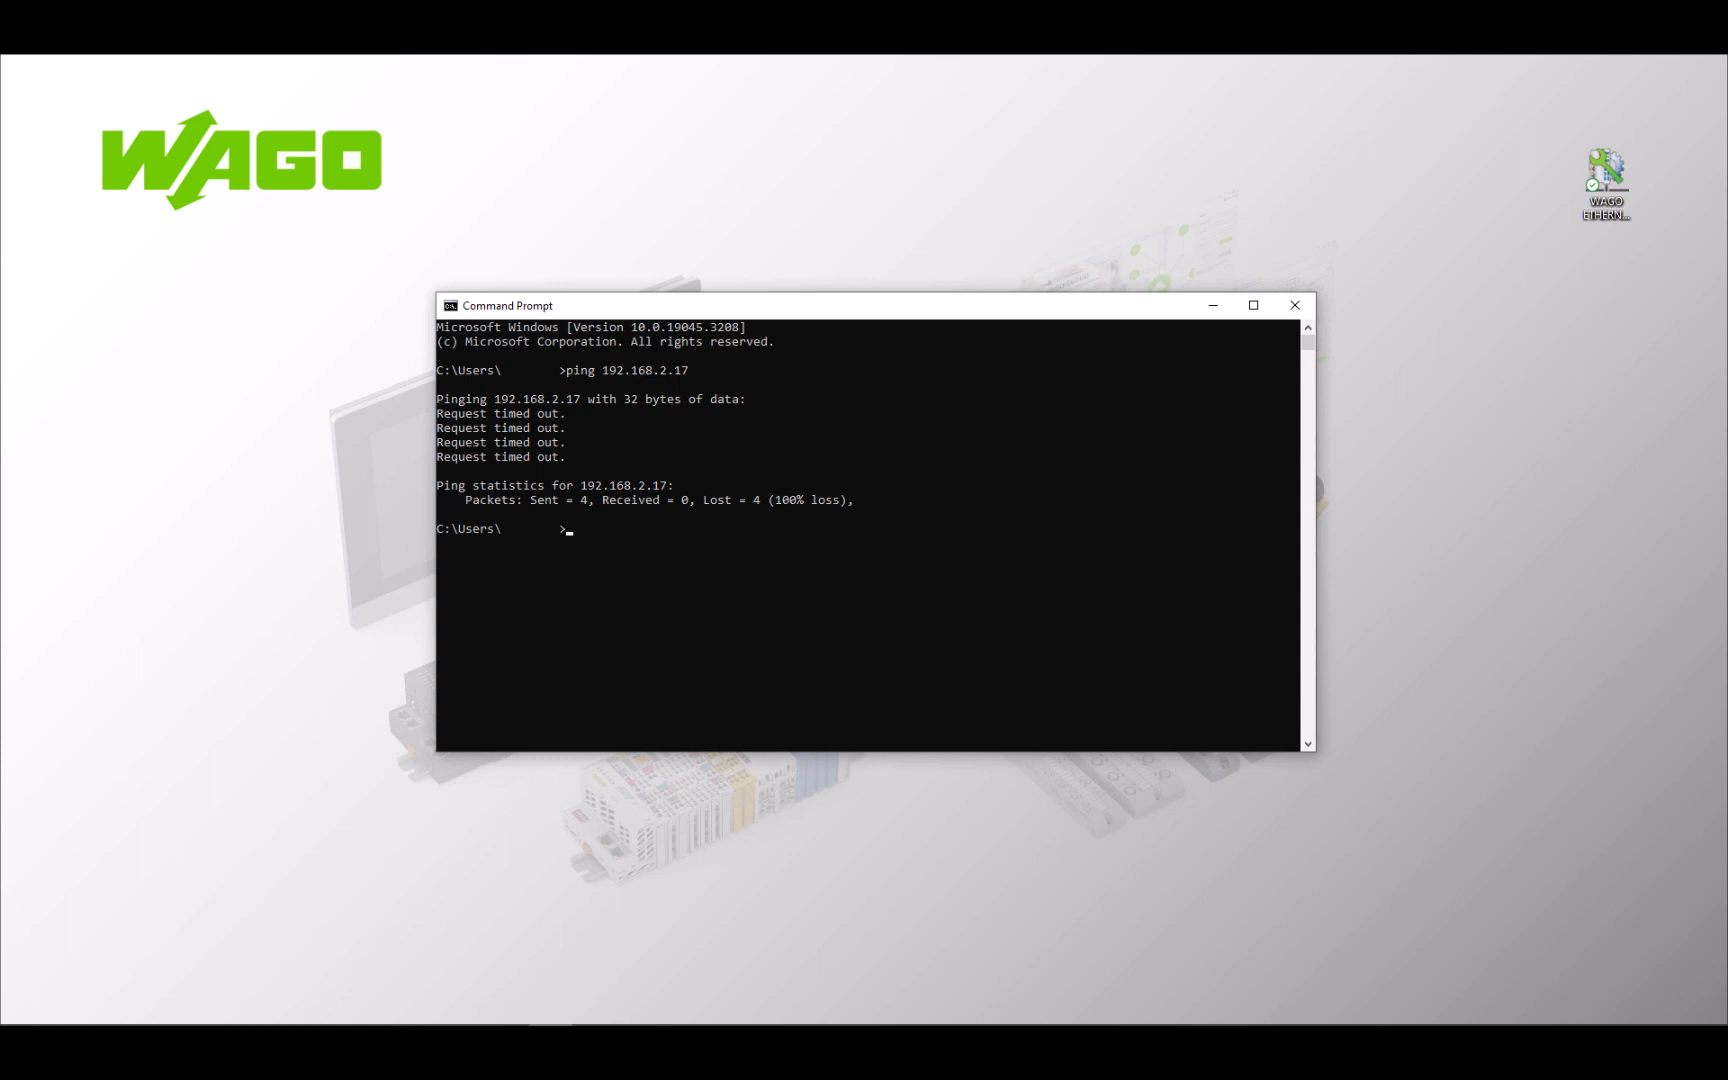 WAGO
WAGO
ETHERN...
Command Prompt
Microsoft Windows [Version 10.0.19045.3208]
(c) Microsoft Corporation. All rights reserved.
C:\Users\        >ping 192.168.2.17
Pinging 192.168.2.17 with 32 bytes of data:
Request timed out.
Request timed out.
Request timed out.
Request timed out.
Ping statistics for 192.168.2.17:
    Packets: Sent = 4, Received = 0, Lost = 4 (100% loss),
C:\Users\        >_